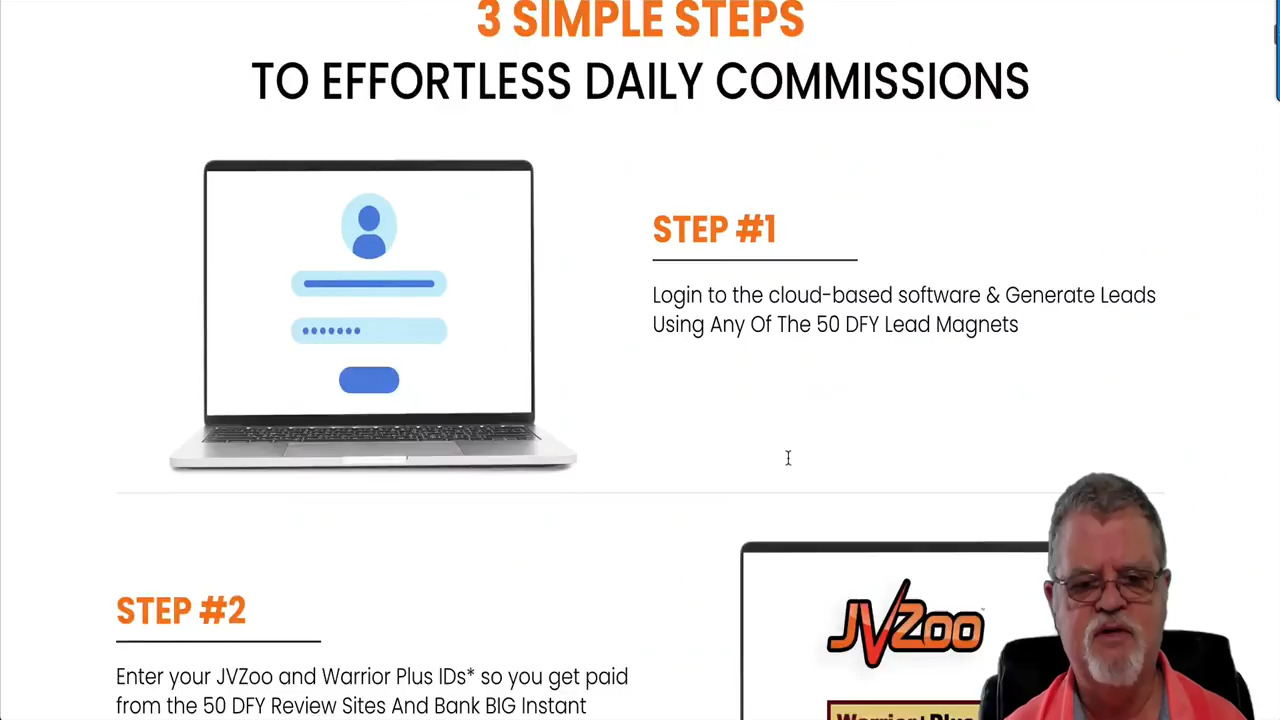 3 SIMPLE STEPS
TO EFFORTLESS DAILY COMMISSIONS
STEP #1
Login to the cloud-based software & Generate Leads
Using Any Of The 50 DFY Lead Magnets
STEP #2
Enter your JVZoo and Warrior Plus IDs* so you get paid
from the 50 DFY Review Sites And Bank BIG Instant
JVZoo
Warrior+Plus